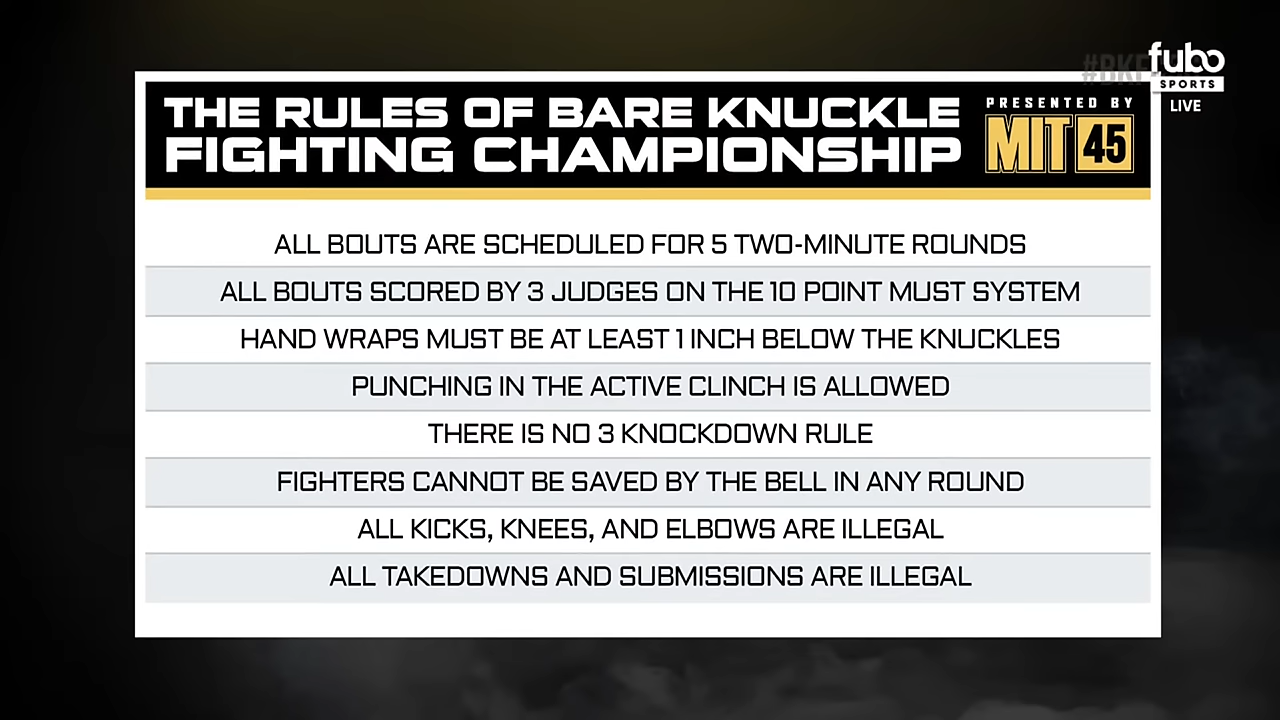 #BKF
fubo
SPORTS
LIVE
THE RULES OF BARE KNUCKLE
FIGHTING CHAMPIONSHIP
PRESENTED BY
MIT 45
ALL BOUTS ARE SCHEDULED FOR 5 TWO-MINUTE ROUNDS
ALL BOUTS SCORED BY 3 JUDGES ON THE 10 POINT MUST SYSTEM
HAND WRAPS MUST BE AT LEAST 1 INCH BELOW THE KNUCKLES
PUNCHING IN THE ACTIVE CLINCH IS ALLOWED
THERE IS NO 3 KNOCKDOWN RULE
FIGHTERS CANNOT BE SAVED BY THE BELL IN ANY ROUND
ALL KICKS, KNEES, AND ELBOWS ARE ILLEGAL
ALL TAKEDOWNS AND SUBMISSIONS ARE ILLEGAL